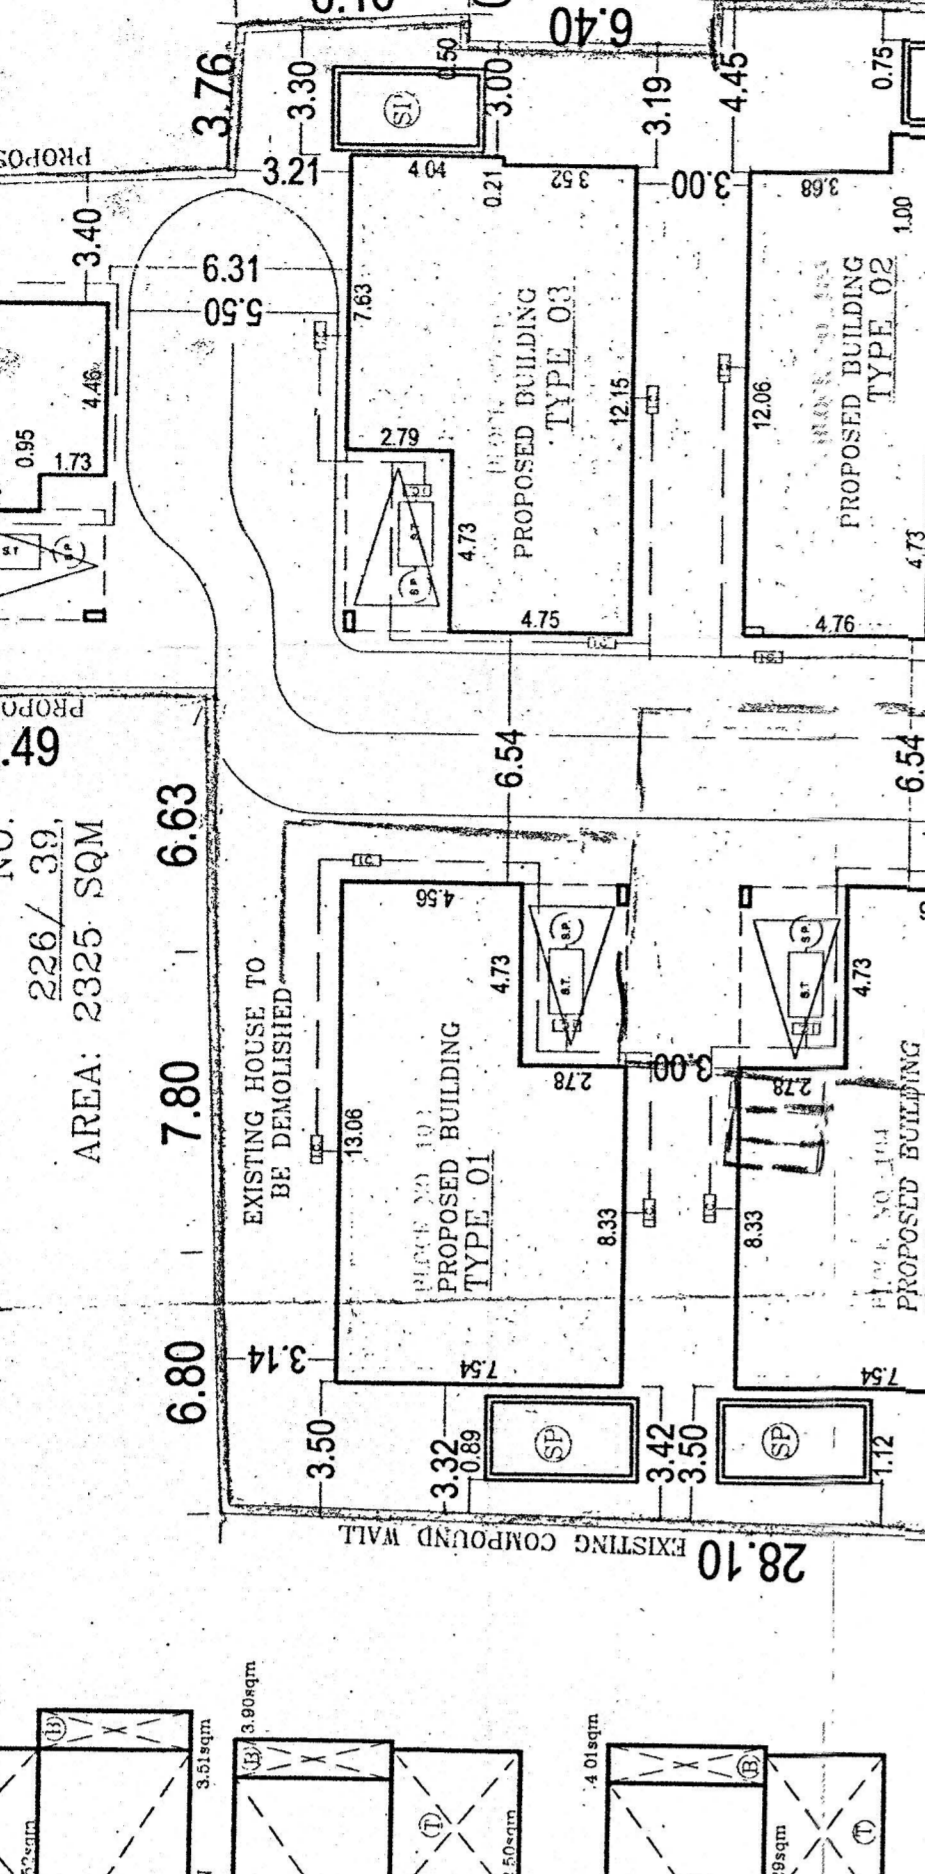 6.40
3.76
3.30
0.50
3.00
3.19
4.45
0.75
SP
3.21
4.04
0.21
3.52
3.00
3.68
1.00
3.40
6.31
5.50
7.63
PROPOSED BUILDING
TYPE 03
PROPOSED BUILDING
TYPE 02
4.46
0.95
1.73
2.79
12.15
12.06
I.C.
S.T
S.P.
S.T.
S.P.
4.73
4.75
4.76
4.73
I.C.
.49
6.63
6.54
6.54
NO.
226/ 39,
AREA: 2325 SQM
I.C.
4.56
4.73
S.P.
S.T.
S.P.
S.T.
4.73
EXISTING HOUSE TO
BE DEMOLISHED
7.80
2.78
3.00
2.78
I.C.
13.06
PROPOSED BUILDING
TYPE 01
8.33
I.C.
I.C.
8.33
PROPOSED BUILDING
6.80
3.14
7.54
7.54
3.50
3.32
0.89
SP
3.42
3.50
SP
1.12
EXISTING COMPOUND WALL
28.10
B
3.51sqm
B
3.90sqm
T
4.01sqm
B
T